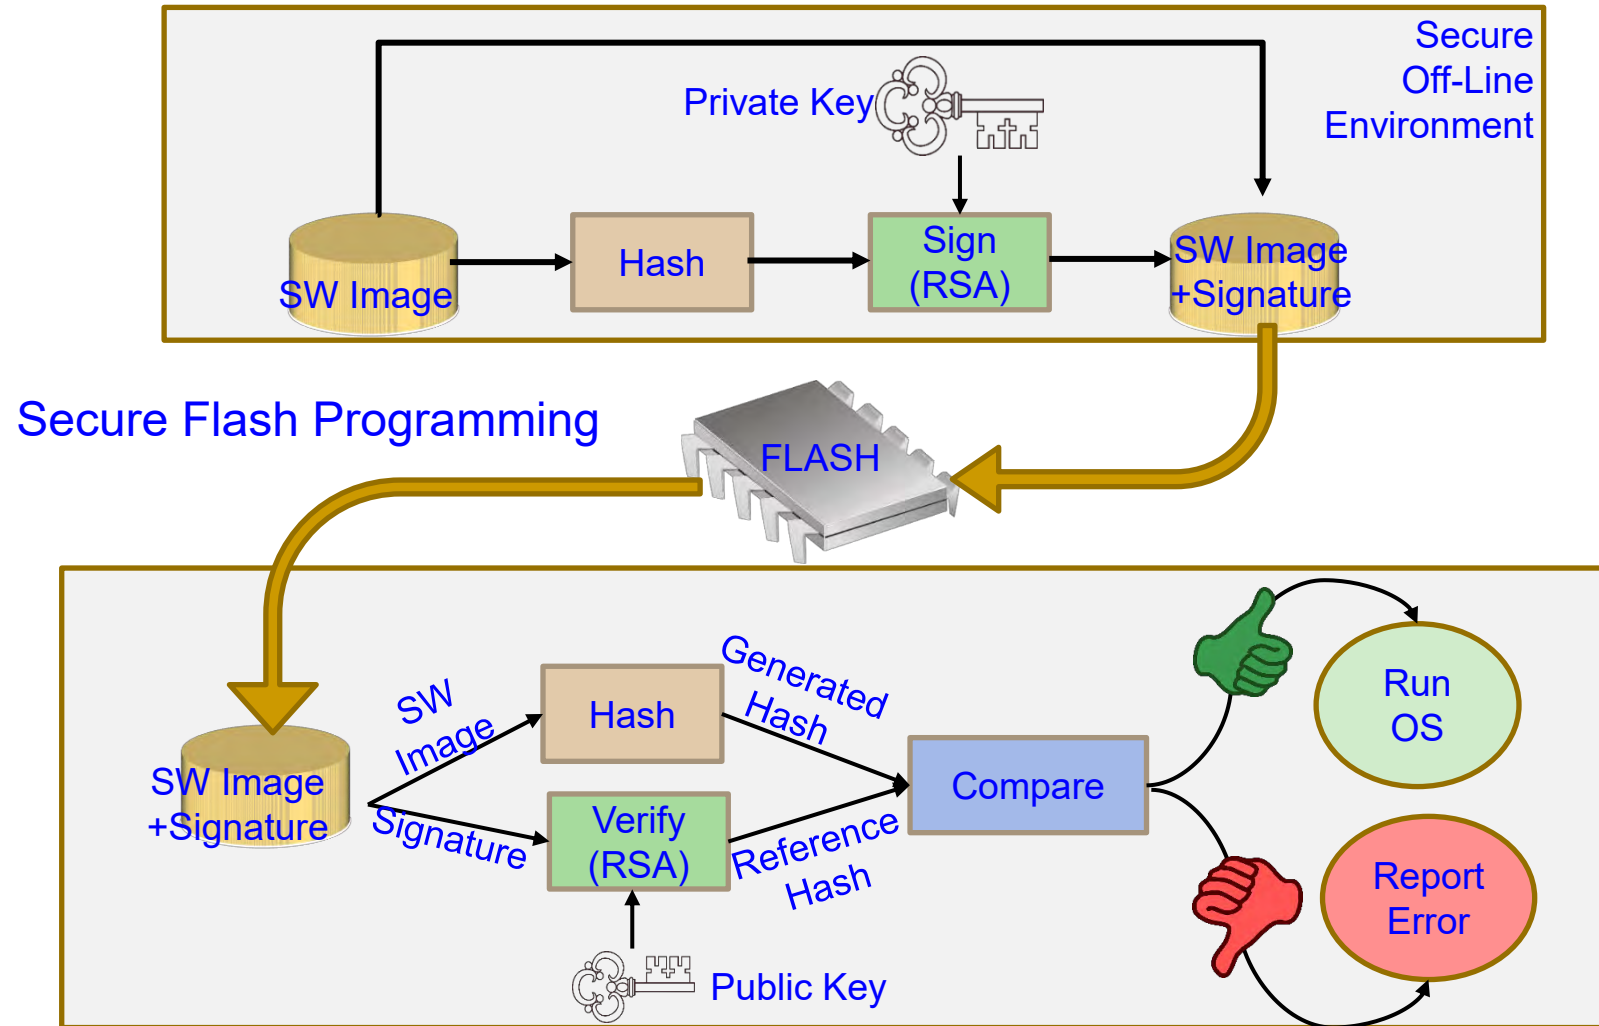 Secure
Off-Line
Environment
Private Key
SW Image
Hash
Sign
(RSA)
SW Image
+Signature
Secure Flash Programming
FLASH
SW Image
+Signature
SW
Image
Signature
Hash
Verify
(RSA)
Public Key
Generated
Hash
Reference
Hash
Compare
Run
OS
Report
Error